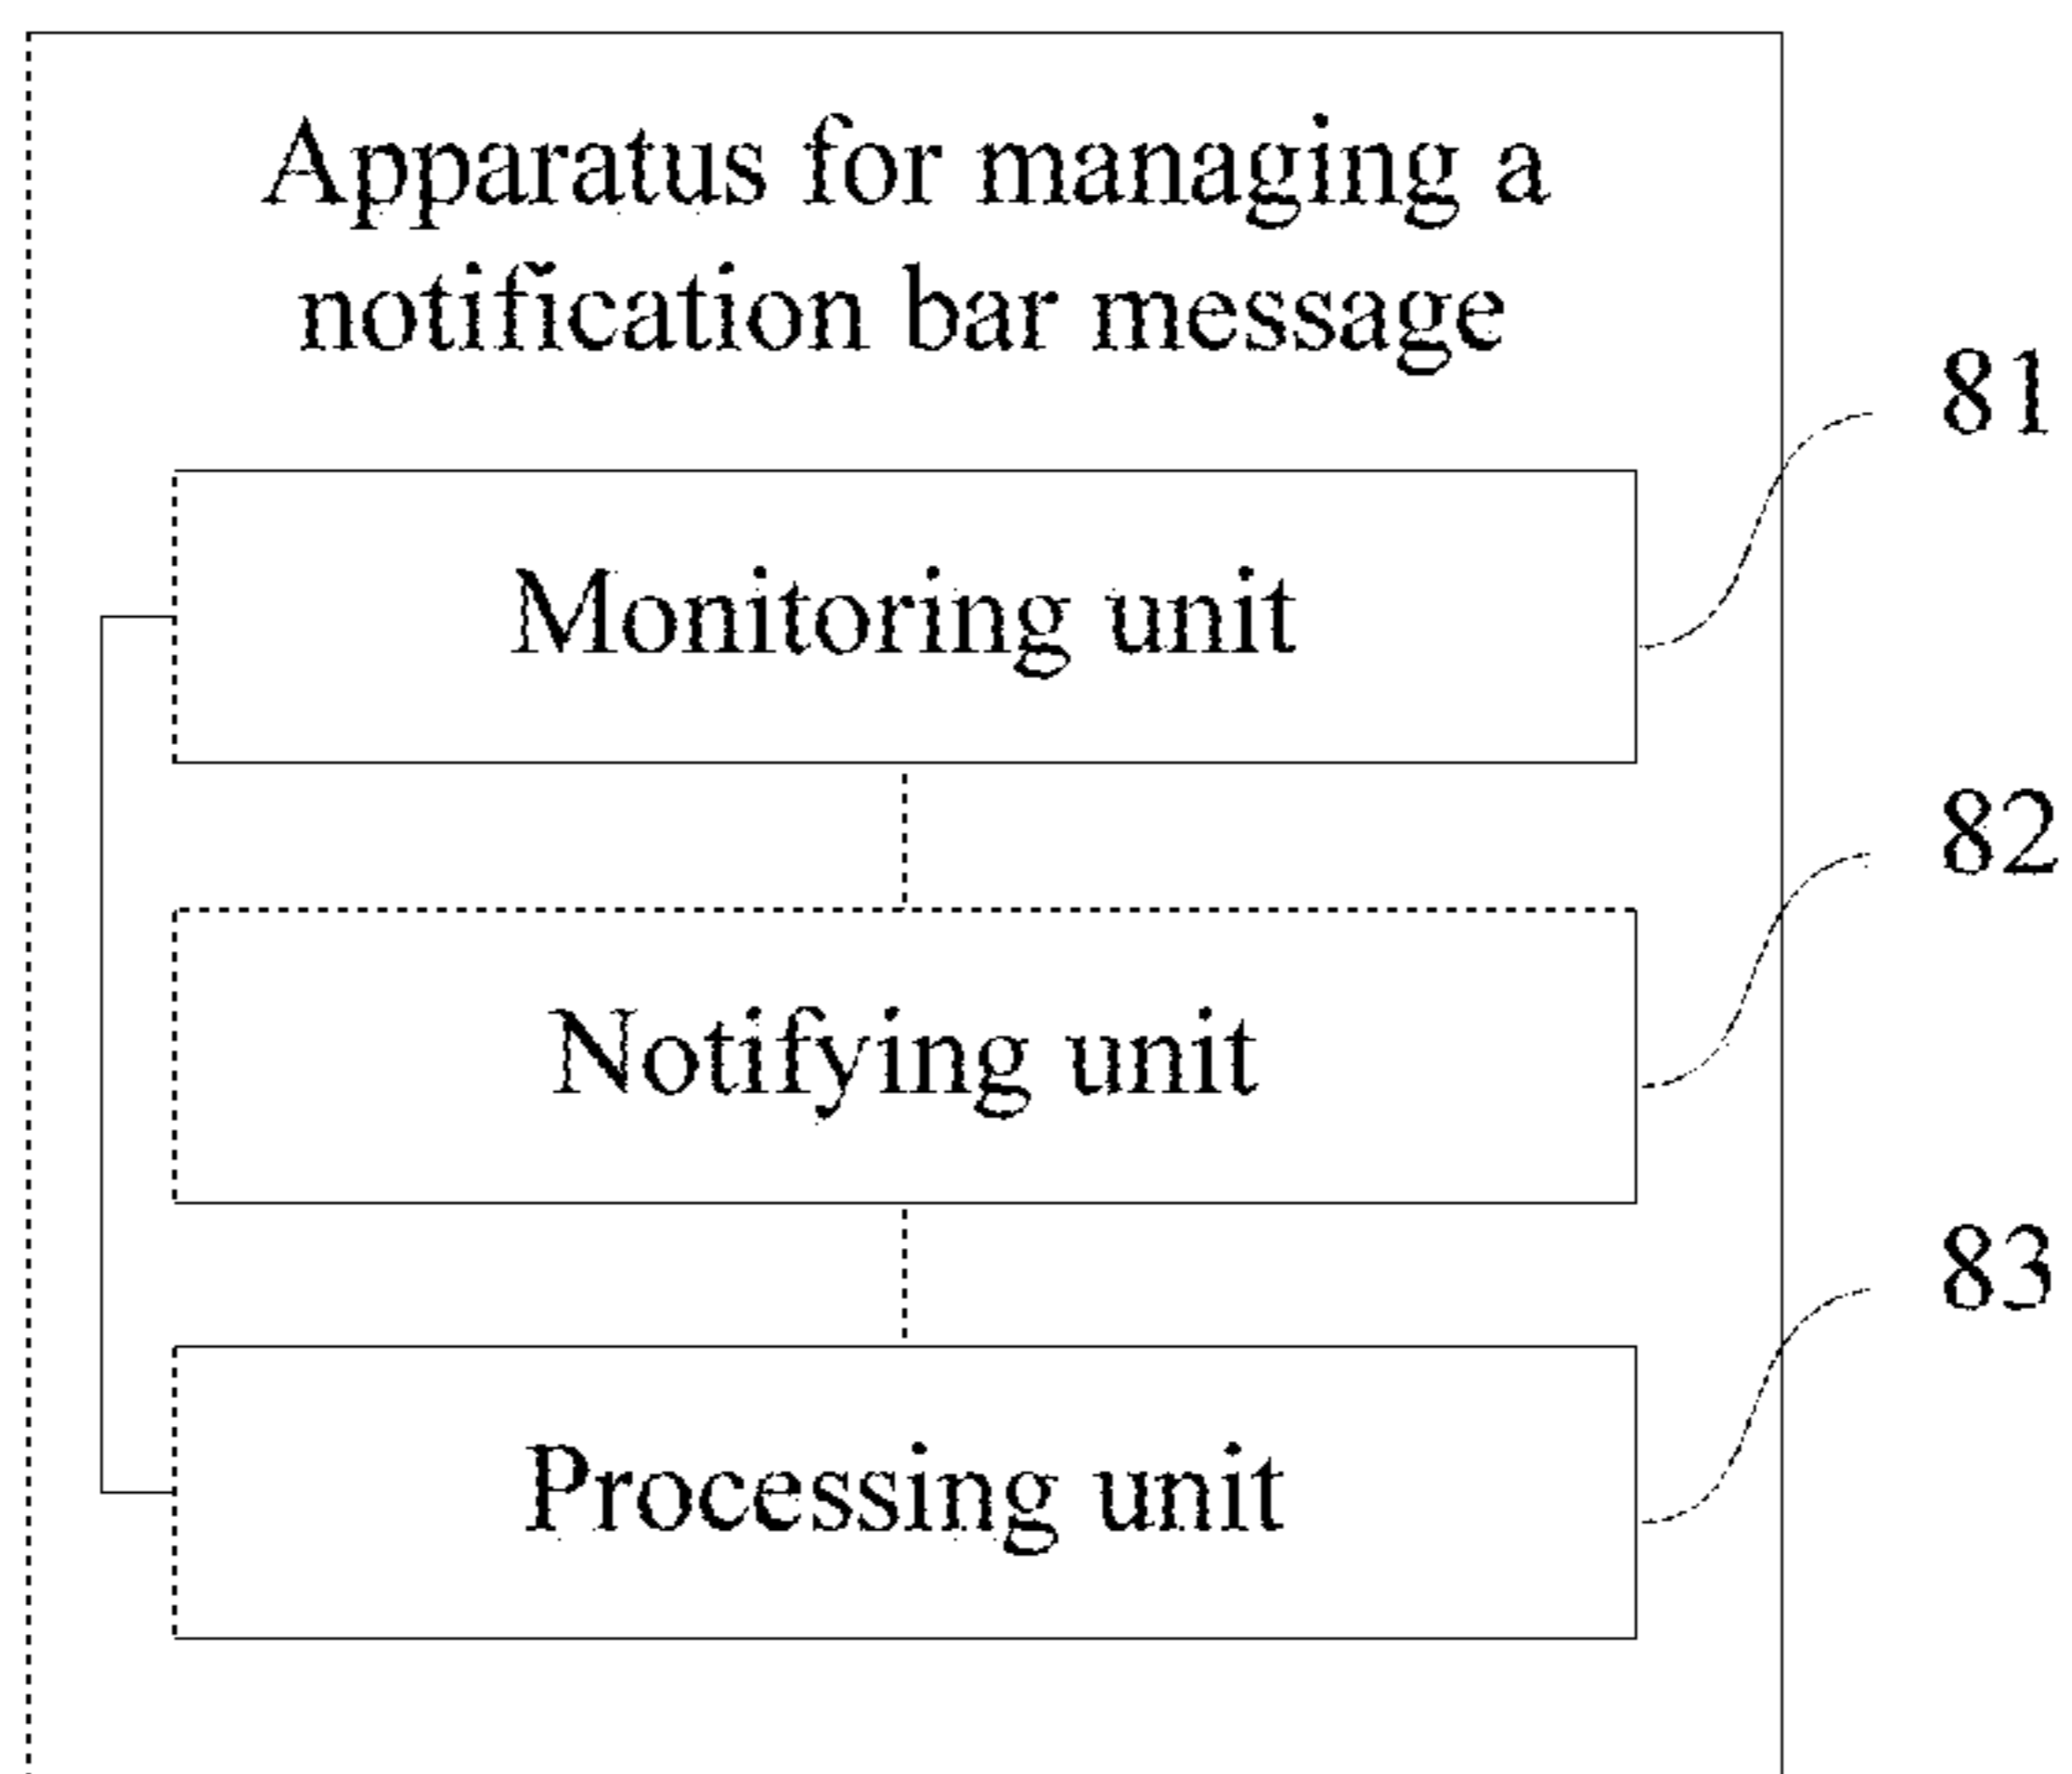 Apparatus for managing a
notification bar message
81
Monitoring unit
82
Notifying unit
83
Processing unit